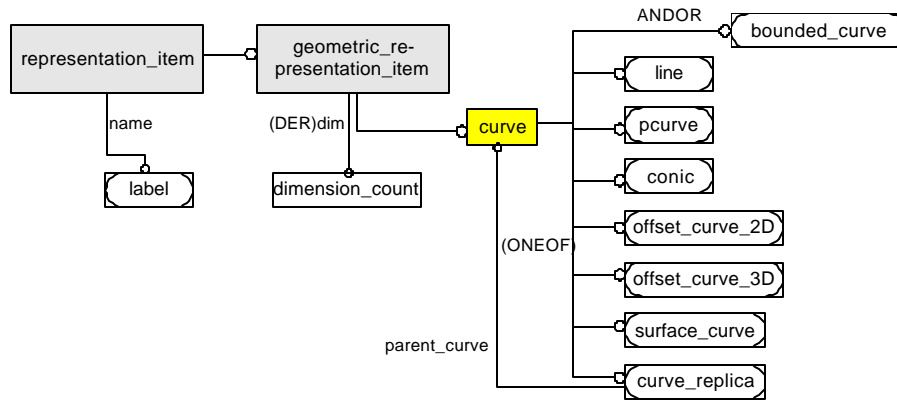 ANDOR
bounded_curve
representation_item
geometric_re-
presentation_item
line
name
(DER)dim
curve
pcurve
label
dimension_count
conic
offset_curve_2D
(ONEOF)
offset_curve_3D
surface_curve
parent_curve
curve_replica